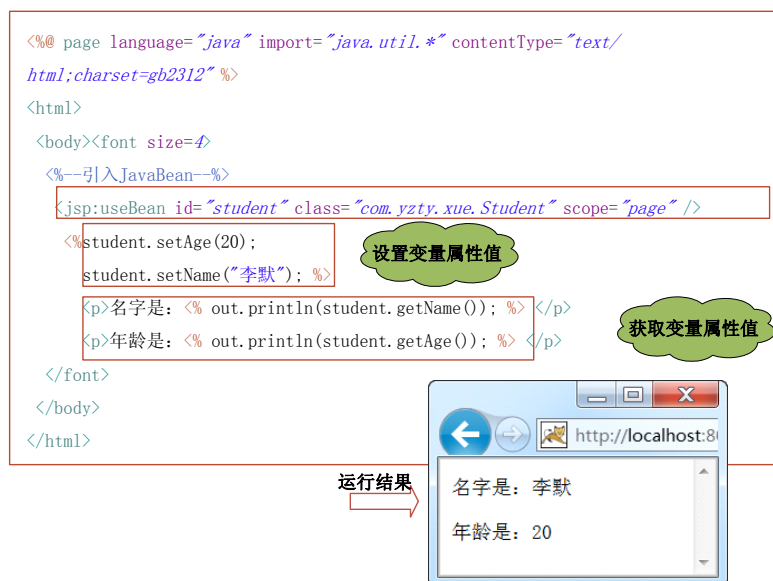 <%@ page language="java" import="java.util.*" contentType="text/
html;charset=gb2312" %>
<html>
<body><font size=4>
<%--引入JavaBean--%>
<jsp:useBean id="student" class="com.yzty.xue.Student" scope="page" />
<%student.setAge(20);
设置变量属性值
student.setName("李默"); %>
<p>名字是：<% out.println(student.getName()); %> </p>
获取变量属性值
<p>年龄是：<% out.println(student.getAge()); %> </p>
</font>
</body>
</html>
http://localhost:80
运行结果
名字是：李默
年龄是：20